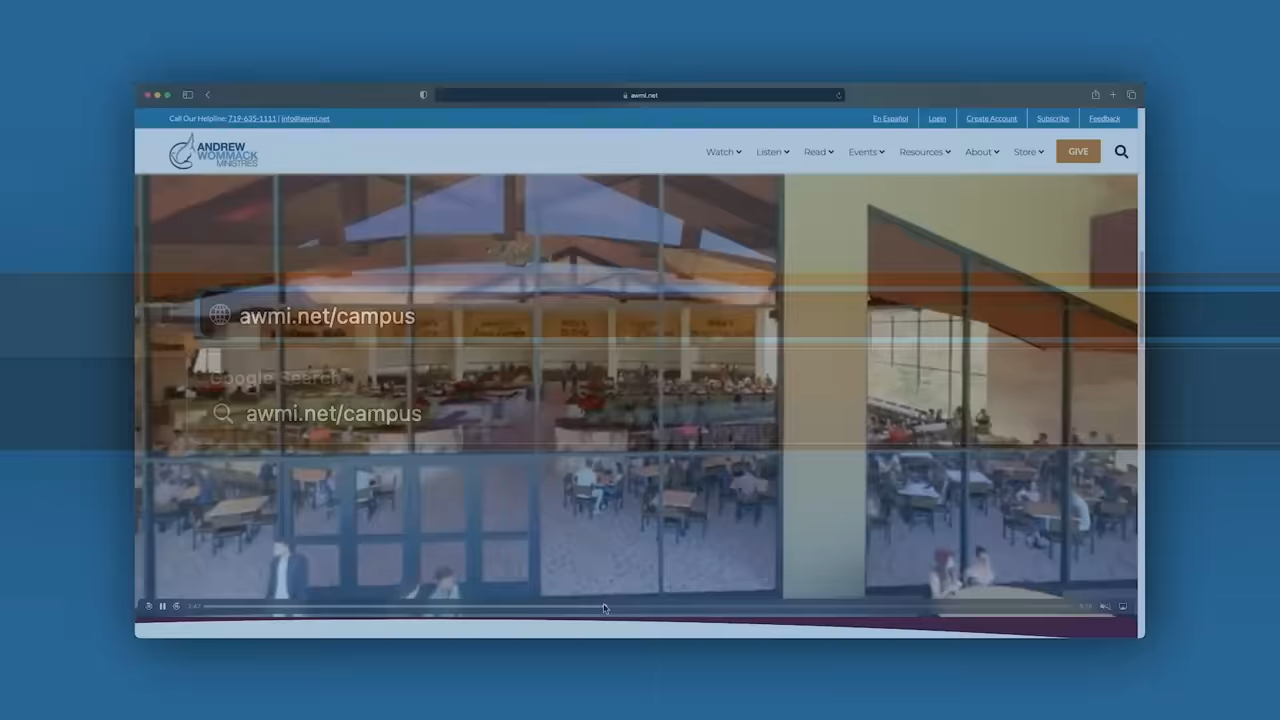 awmi.net
Call Our Helpline: 719-635-1111 | info@awmi.net
En Español
Login
Create Account
Subscribe
Feedback
ANDREW
WOMMACK
MINISTRIES
Watch
Listen
Read
Events
Resources
About
Store
GIVE
awmi.net/campus
Google Search
awmi.net/campus